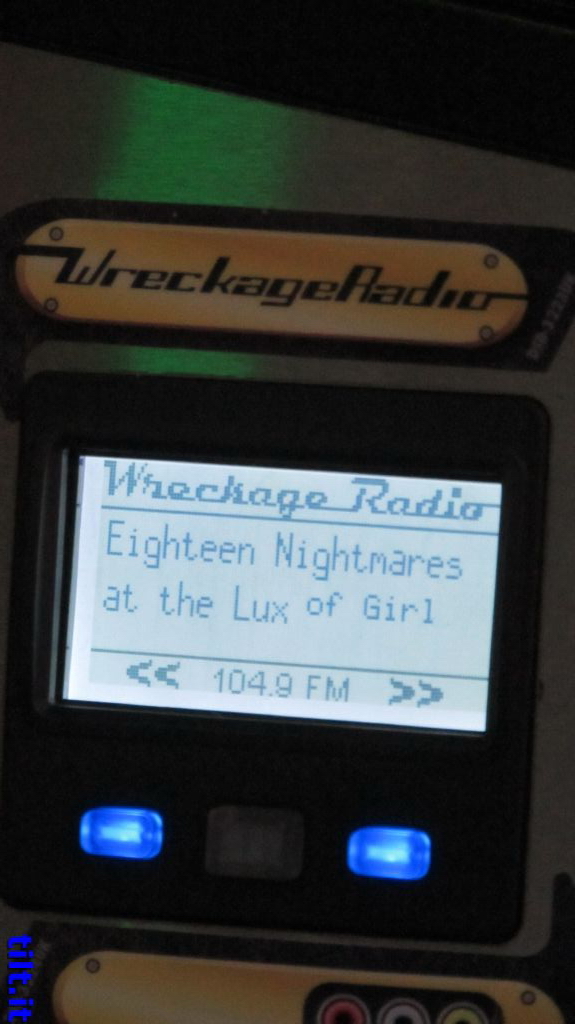 WreckageRadio
Wreckage Radio
Eighteen Nightmares
at the Lux of Girl
<< 104.9 FM >>
tilt.it